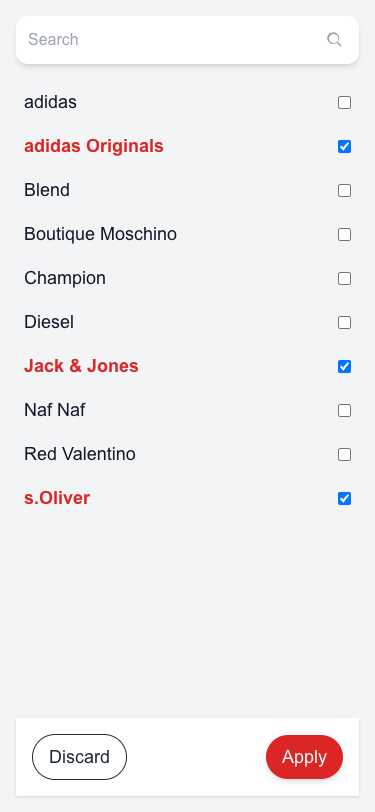 Search
adidas
adidas Originals
Blend
Boutique Moschino
Champion
Diesel
Jack & Jones
Naf Naf
Red Valentino
s.Oliver
Discard
Apply